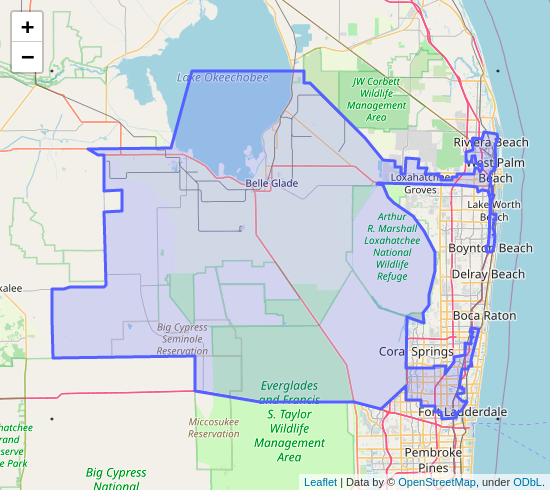 +
−
Lake Okeechobee
JW Corbett
Wildlife
Management
Area
Riviera Beach
West Palm
Beach
Loxahatchee
Groves
Belle Glade
Lake Worth
Beach
Arthur
R. Marshall
Loxahatchee
National
Wildlife
Refuge
Boynton Beach
Delray Beach
kalee
Boca Raton
Big Cypress
Seminole
Reservation
Coral Springs
Everglades
and Francis
S. Taylor
Wildlife
Management
Area
Fort Lauderdale
Miccosukee
Reservation
hatchee
rand
erve
e Park
Pembroke
Pines
Big Cypress
National
Leaflet | Data by © OpenStreetMap, under ODbL.